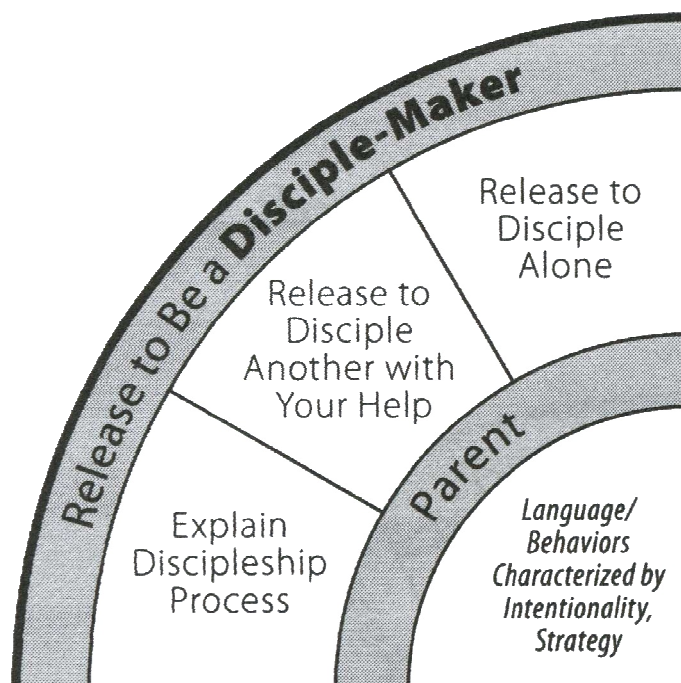 Release to Be a Disciple-Maker
Release to
Disciple
Alone
Release to
Disciple
Another with
Your Help
Explain
Discipleship
Process
Parent
Language/
Behaviors
Characterized by
Intentionality,
Strategy